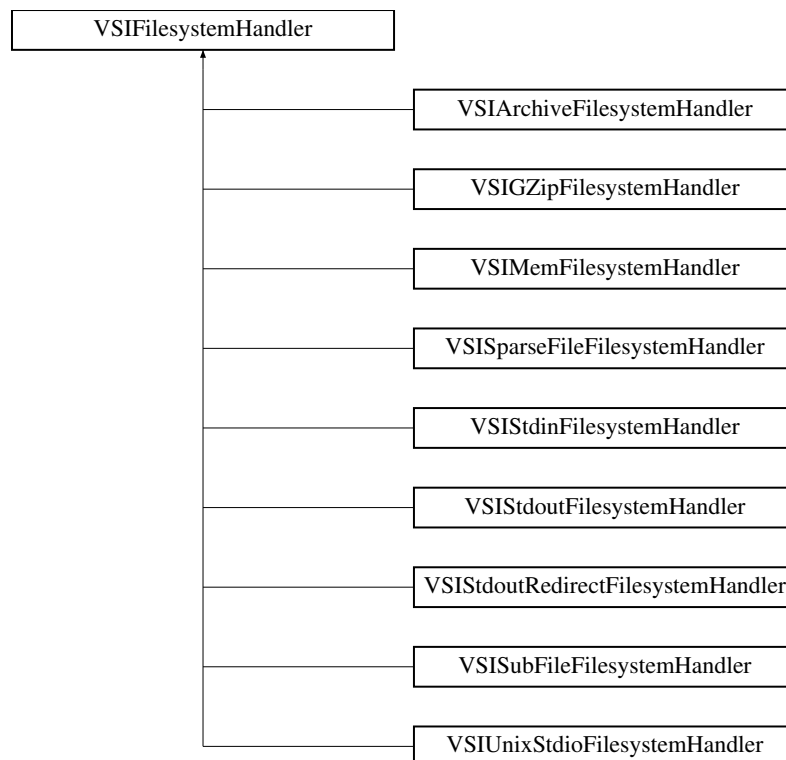 VSIFilesystemHandler
VSIArchiveFilesystemHandler
VSIGZipFilesystemHandler
VSIMemFilesystemHandler
VSISparseFileFilesystemHandler
VSIStdinFilesystemHandler
VSIStdoutFilesystemHandler
VSIStdoutRedirectFilesystemHandler
VSISubFileFilesystemHandler
VSIUnixStdioFilesystemHandler